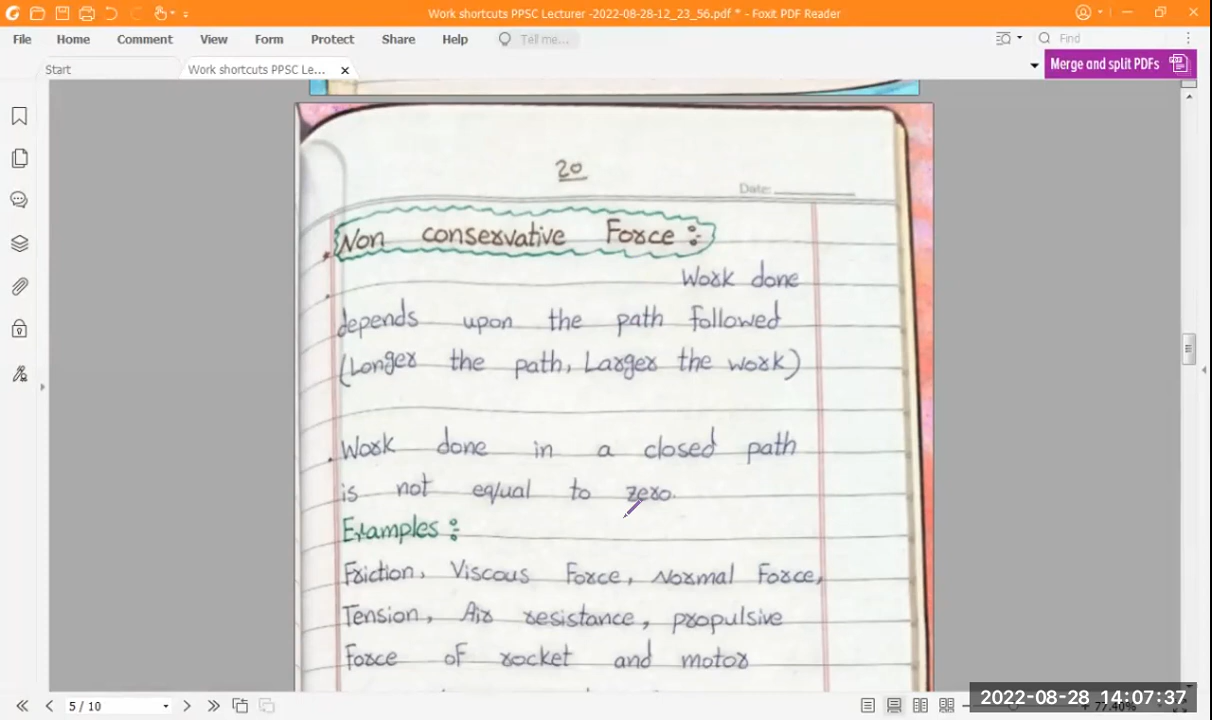 Work shortcuts PPSC Lecturer -2022-08-28-12_23_56.pdf * - Foxit PDF Reader
File Home Comment View Form Protect Share Help Tell me... Find
Start Work shortcuts PPSC Le... Merge and split PDFs
20
Date:
Non conservative Force :-
Work done
depends upon the path followed
(Longer the path, Larger the work)
Work done in a closed path
is not equal to zero.
Examples :
Friction, Viscous Force, Normal Force,
Tension, Air resistance, propulsive
Force of rocket and motor
5 / 10
2022-08-28 14:07:37
77.40%